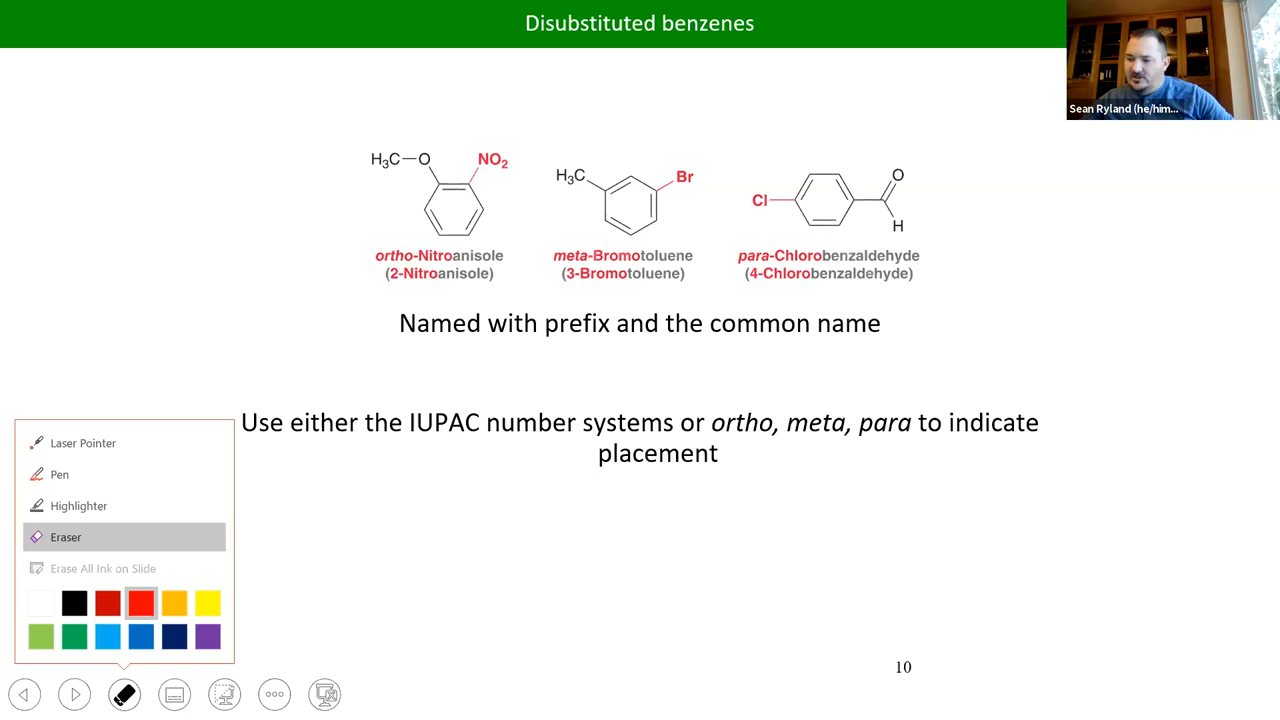 Disubstituted benzenes
Sean Ryland (he/him...
H₃C—O NO₂
H₃C Br
Cl O
H
ortho-Nitroanisole
(2-Nitroanisole)
meta-Bromotoluene
(3-Bromotoluene)
para-Chlorobenzaldehyde
(4-Chlorobenzaldehyde)
Named with prefix and the common name
Use either the IUPAC number systems or ortho, meta, para to indicate
placement
Laser Pointer
Pen
Highlighter
Eraser
Erase All Ink on Slide
10